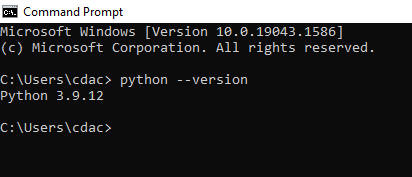 Command Prompt
Microsoft Windows [Version 10.0.19043.1586]
(c) Microsoft Corporation. All rights reserved.
C:\Users\cdac> python --version
Python 3.9.12
C:\Users\cdac>